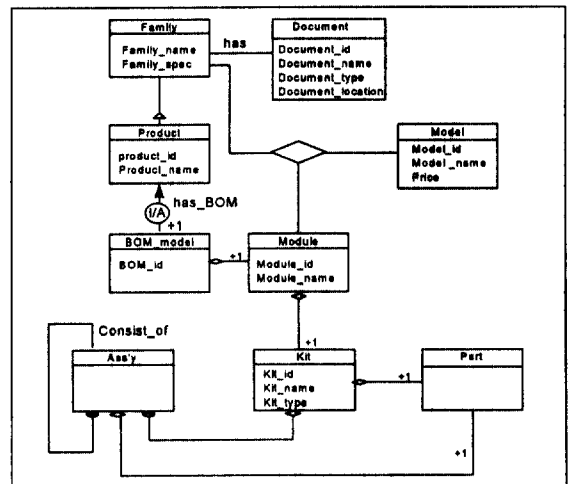 Family
Family_name
Family_spec
has
Document
Document_id
Document_name
Document_type
Document_location
Product
product_id
Product_name
Model
Model_id
Model_name
Price
I/A
has_BOM
+1
BOM_model
BOM_id
+1
Module
Module_id
Module_name
+1
Consist_of
Ass'y
Kit
Kit_id
Kit_name
Kit_type
+1
Part
+1